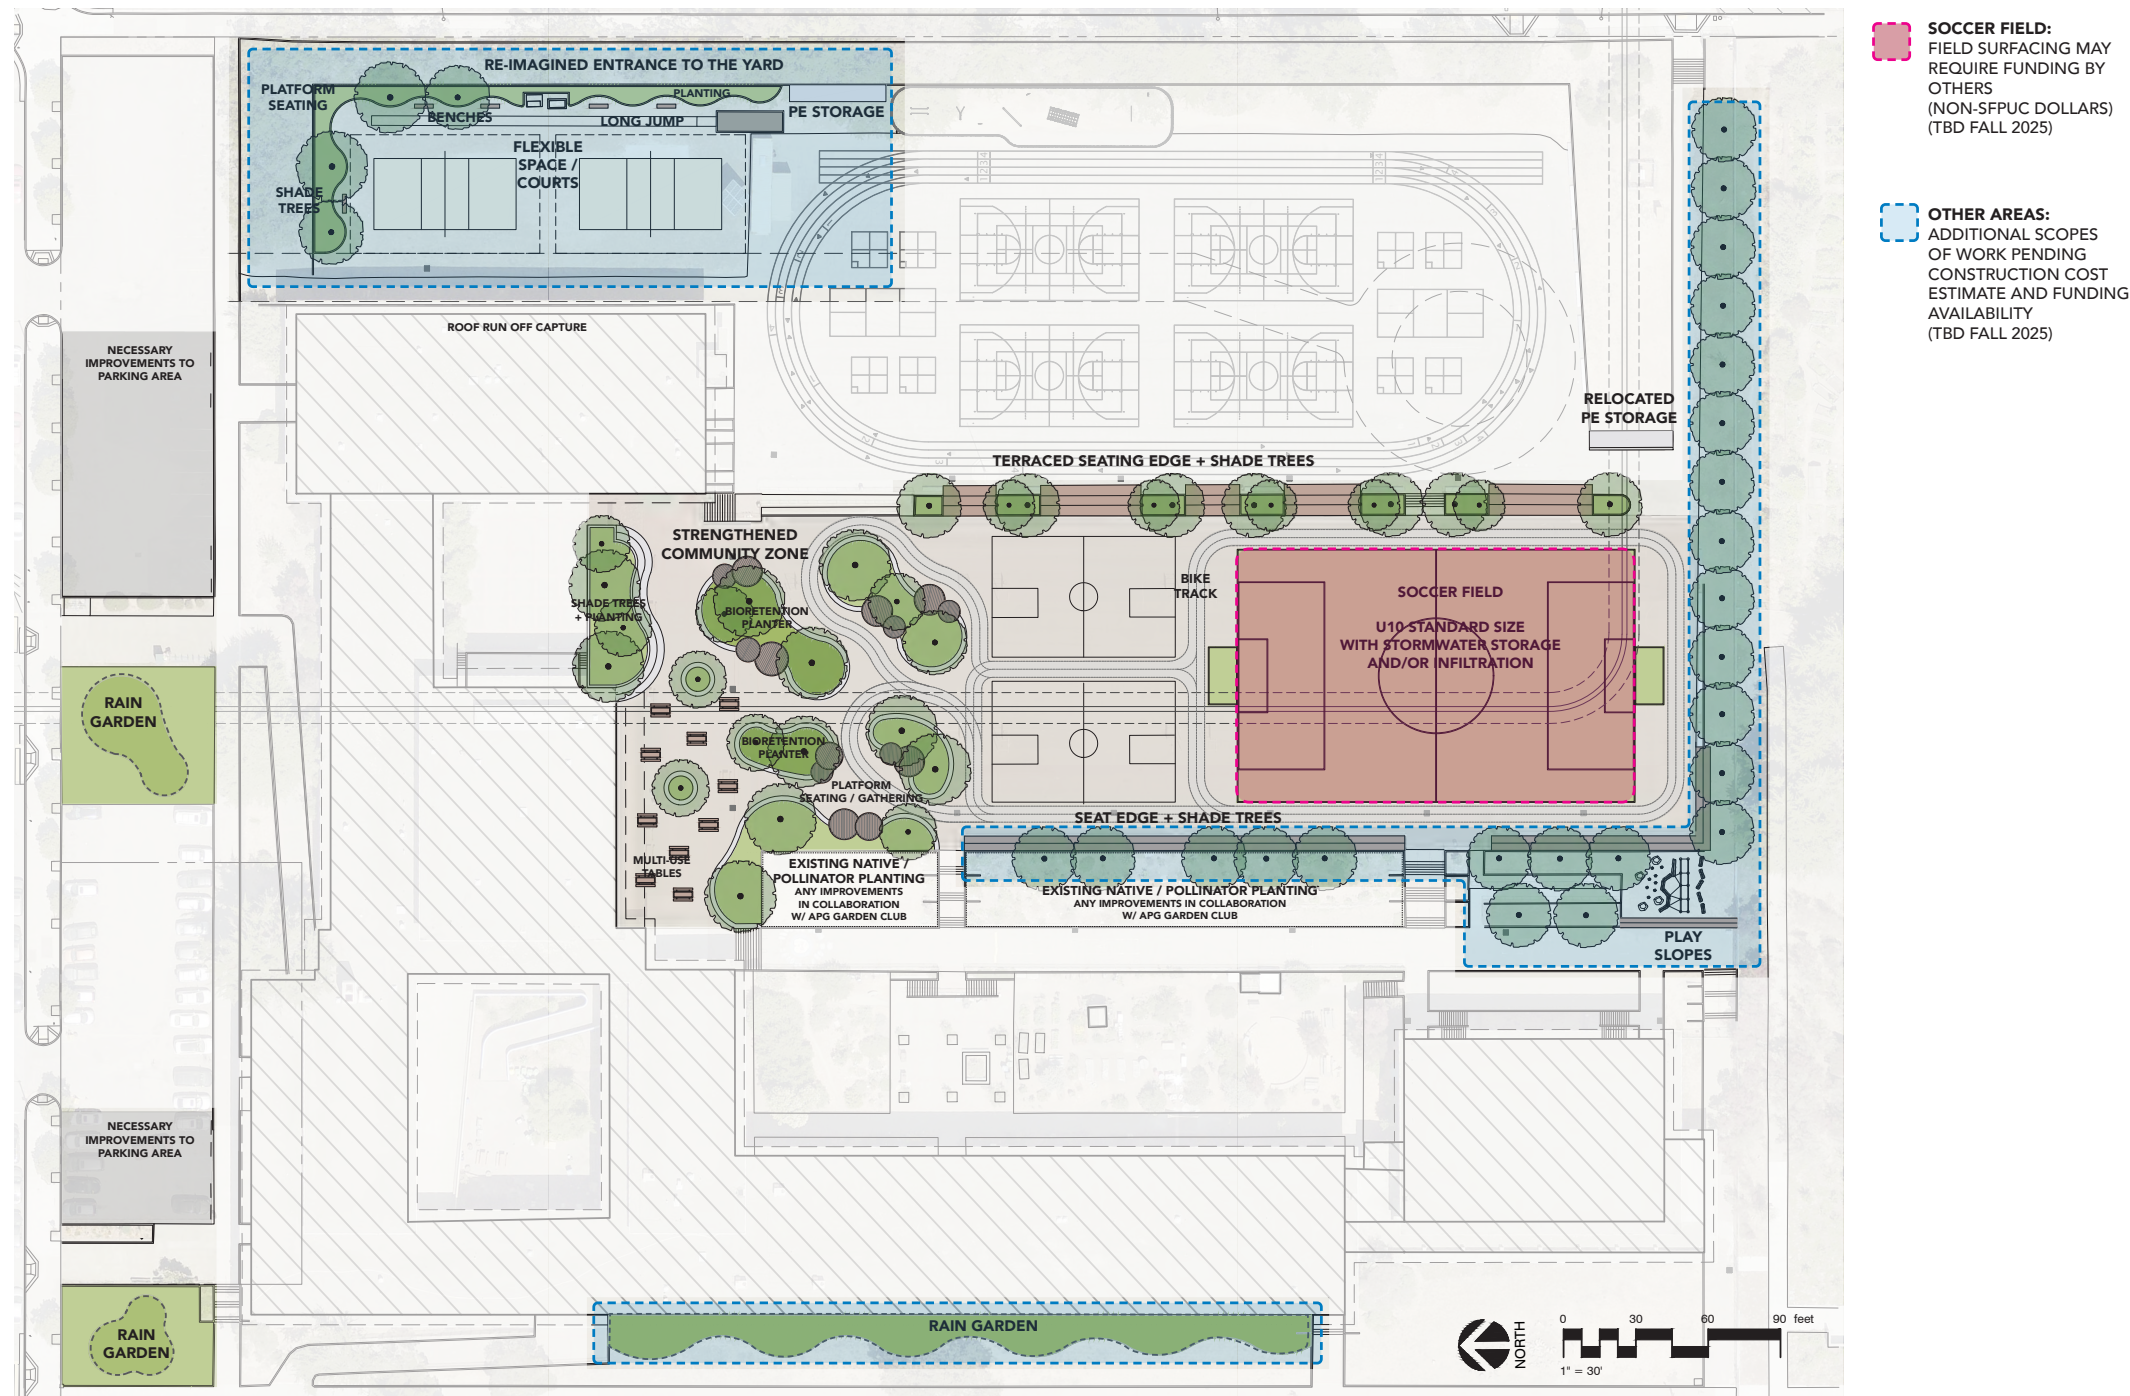 SOCCER FIELD:
FIELD SURFACING MAY
REQUIRE FUNDING BY
OTHERS
(NON-SFPUC DOLLARS)
(TBD FALL 2025)
OTHER AREAS:
ADDITIONAL SCOPES
OF WORK PENDING
CONSTRUCTION COST
ESTIMATE AND FUNDING
AVAILABILITY
(TBD FALL 2025)
RE-IMAGINED ENTRANCE TO THE YARD
PLATFORM
SEATING
PLANTING
BENCHES
LONG JUMP
PE STORAGE
FLEXIBLE
SPACE /
COURTS
SHADE
TREES
ROOF RUN OFF CAPTURE
NECESSARY
IMPROVEMENTS TO
PARKING AREA
RELOCATED
PE STORAGE
TERRACED SEATING EDGE + SHADE TREES
STRENGTHENED
COMMUNITY ZONE
SHADE TREES
+ PLANTING
BIORETENTION
PLANTER
BIKE
TRACK
SOCCER FIELD
U10 STANDARD SIZE
WITH STORMWATER STORAGE
AND/OR INFILTRATION
RAIN
GARDEN
BIORETENTION
PLANTER
PLATFORM
SEATING / GATHERING
SEAT EDGE + SHADE TREES
MULTI-USE
TABLES
EXISTING NATIVE /
POLLINATOR PLANTING
ANY IMPROVEMENTS
IN COLLABORATION
W/ APG GARDEN CLUB
EXISTING NATIVE / POLLINATOR PLANTING
ANY IMPROVEMENTS IN COLLABORATION
W/ APG GARDEN CLUB
PLAY
SLOPES
NECESSARY
IMPROVEMENTS TO
PARKING AREA
RAIN
GARDEN
RAIN GARDEN
NORTH
0 30 60 90 feet
1" = 30'